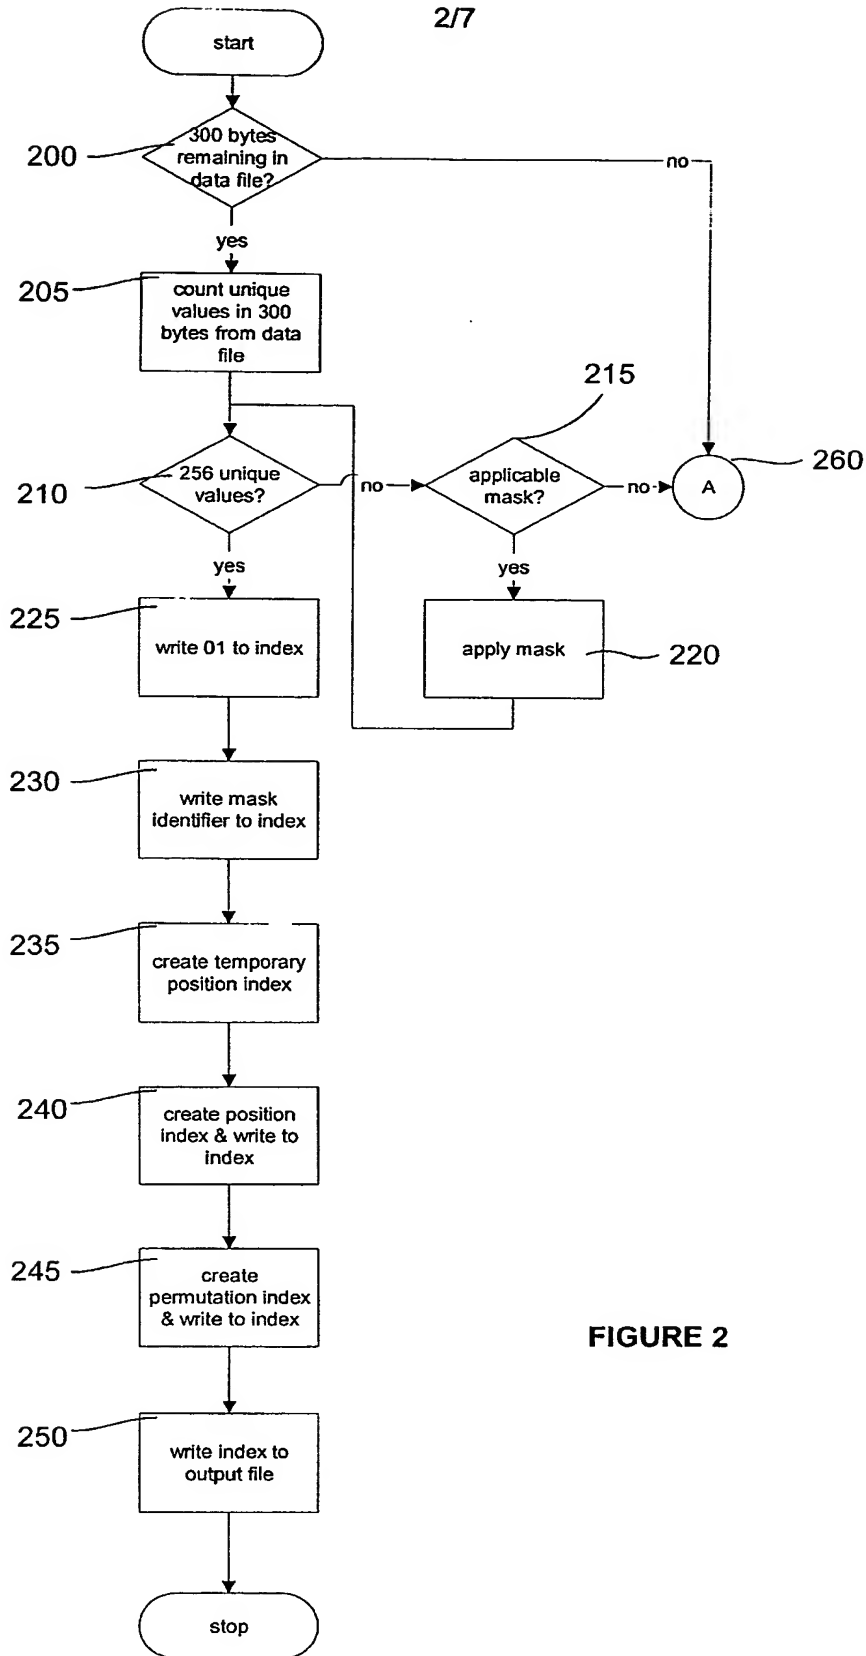 2/7
start
200
300 bytes
remaining in
data file?
no
yes
205
count unique
values in 300
bytes from data
file
215
210
256 unique
values?
no
applicable
mask?
no
A
260
yes
yes
225
write 01 to index
apply mask
220
230
write mask
identifier to index
235
create temporary
position index
240
create position
index & write to
index
245
create
permutation index
& write to index
FIGURE 2
250
write index to
output file
stop